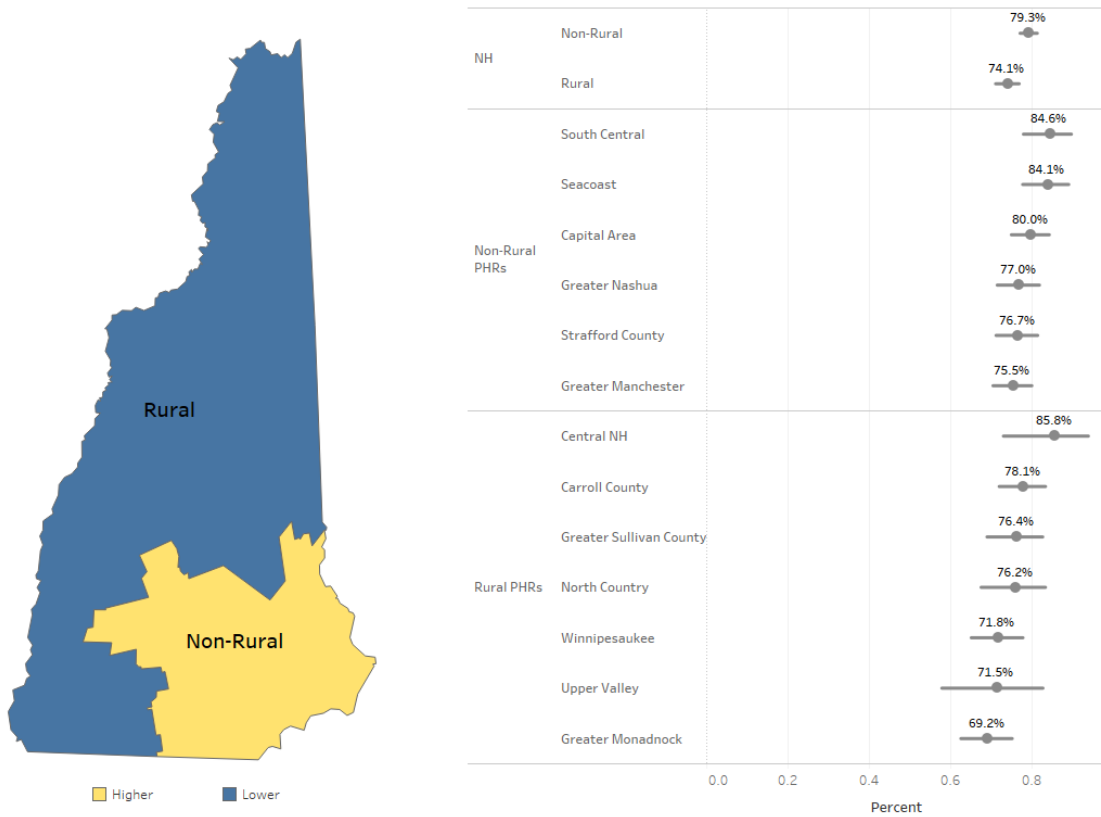 Rural
Non-Rural
Higher
Lower
NH
Non-Rural
79.3%
Rural
74.1%
Non-Rural
PHRs
South Central
84.6%
Seacoast
84.1%
Capital Area
80.0%
Greater Nashua
77.0%
Strafford County
76.7%
Greater Manchester
75.5%
Rural PHRs
Central NH
85.8%
Carroll County
78.1%
Greater Sullivan County
76.4%
North Country
76.2%
Winnipesaukee
71.8%
Upper Valley
71.5%
Greater Monadnock
69.2%
0.0 0.2 0.4 0.6 0.8
Percent